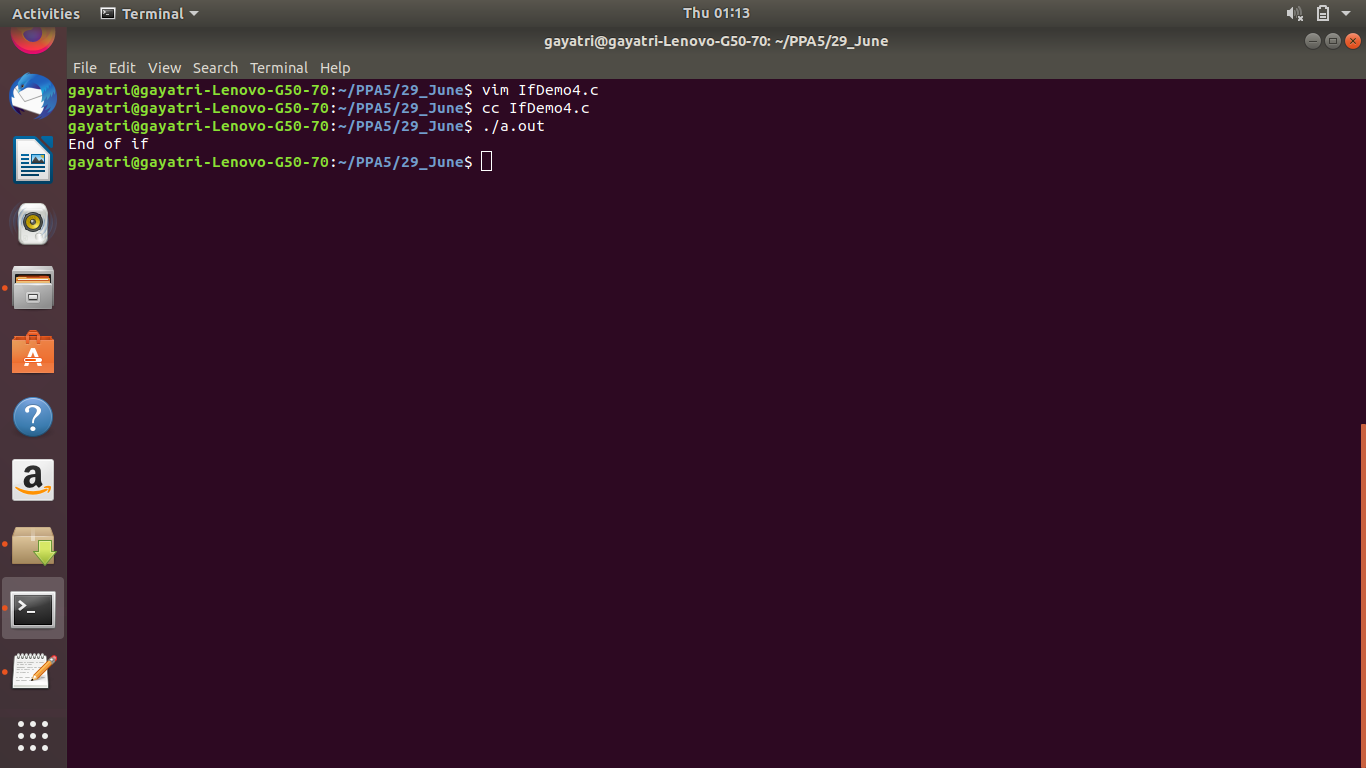 Activities Terminal Thu 01:13
gayatri@gayatri-Lenovo-G50-70: ~/PPA5/29_June
File Edit View Search Terminal Help
gayatri@gayatri-Lenovo-G50-70:~/PPA5/29_June$ vim IfDemo4.c
gayatri@gayatri-Lenovo-G50-70:~/PPA5/29_June$ cc IfDemo4.c
gayatri@gayatri-Lenovo-G50-70:~/PPA5/29_June$ ./a.out
End of if
gayatri@gayatri-Lenovo-G50-70:~/PPA5/29_June$